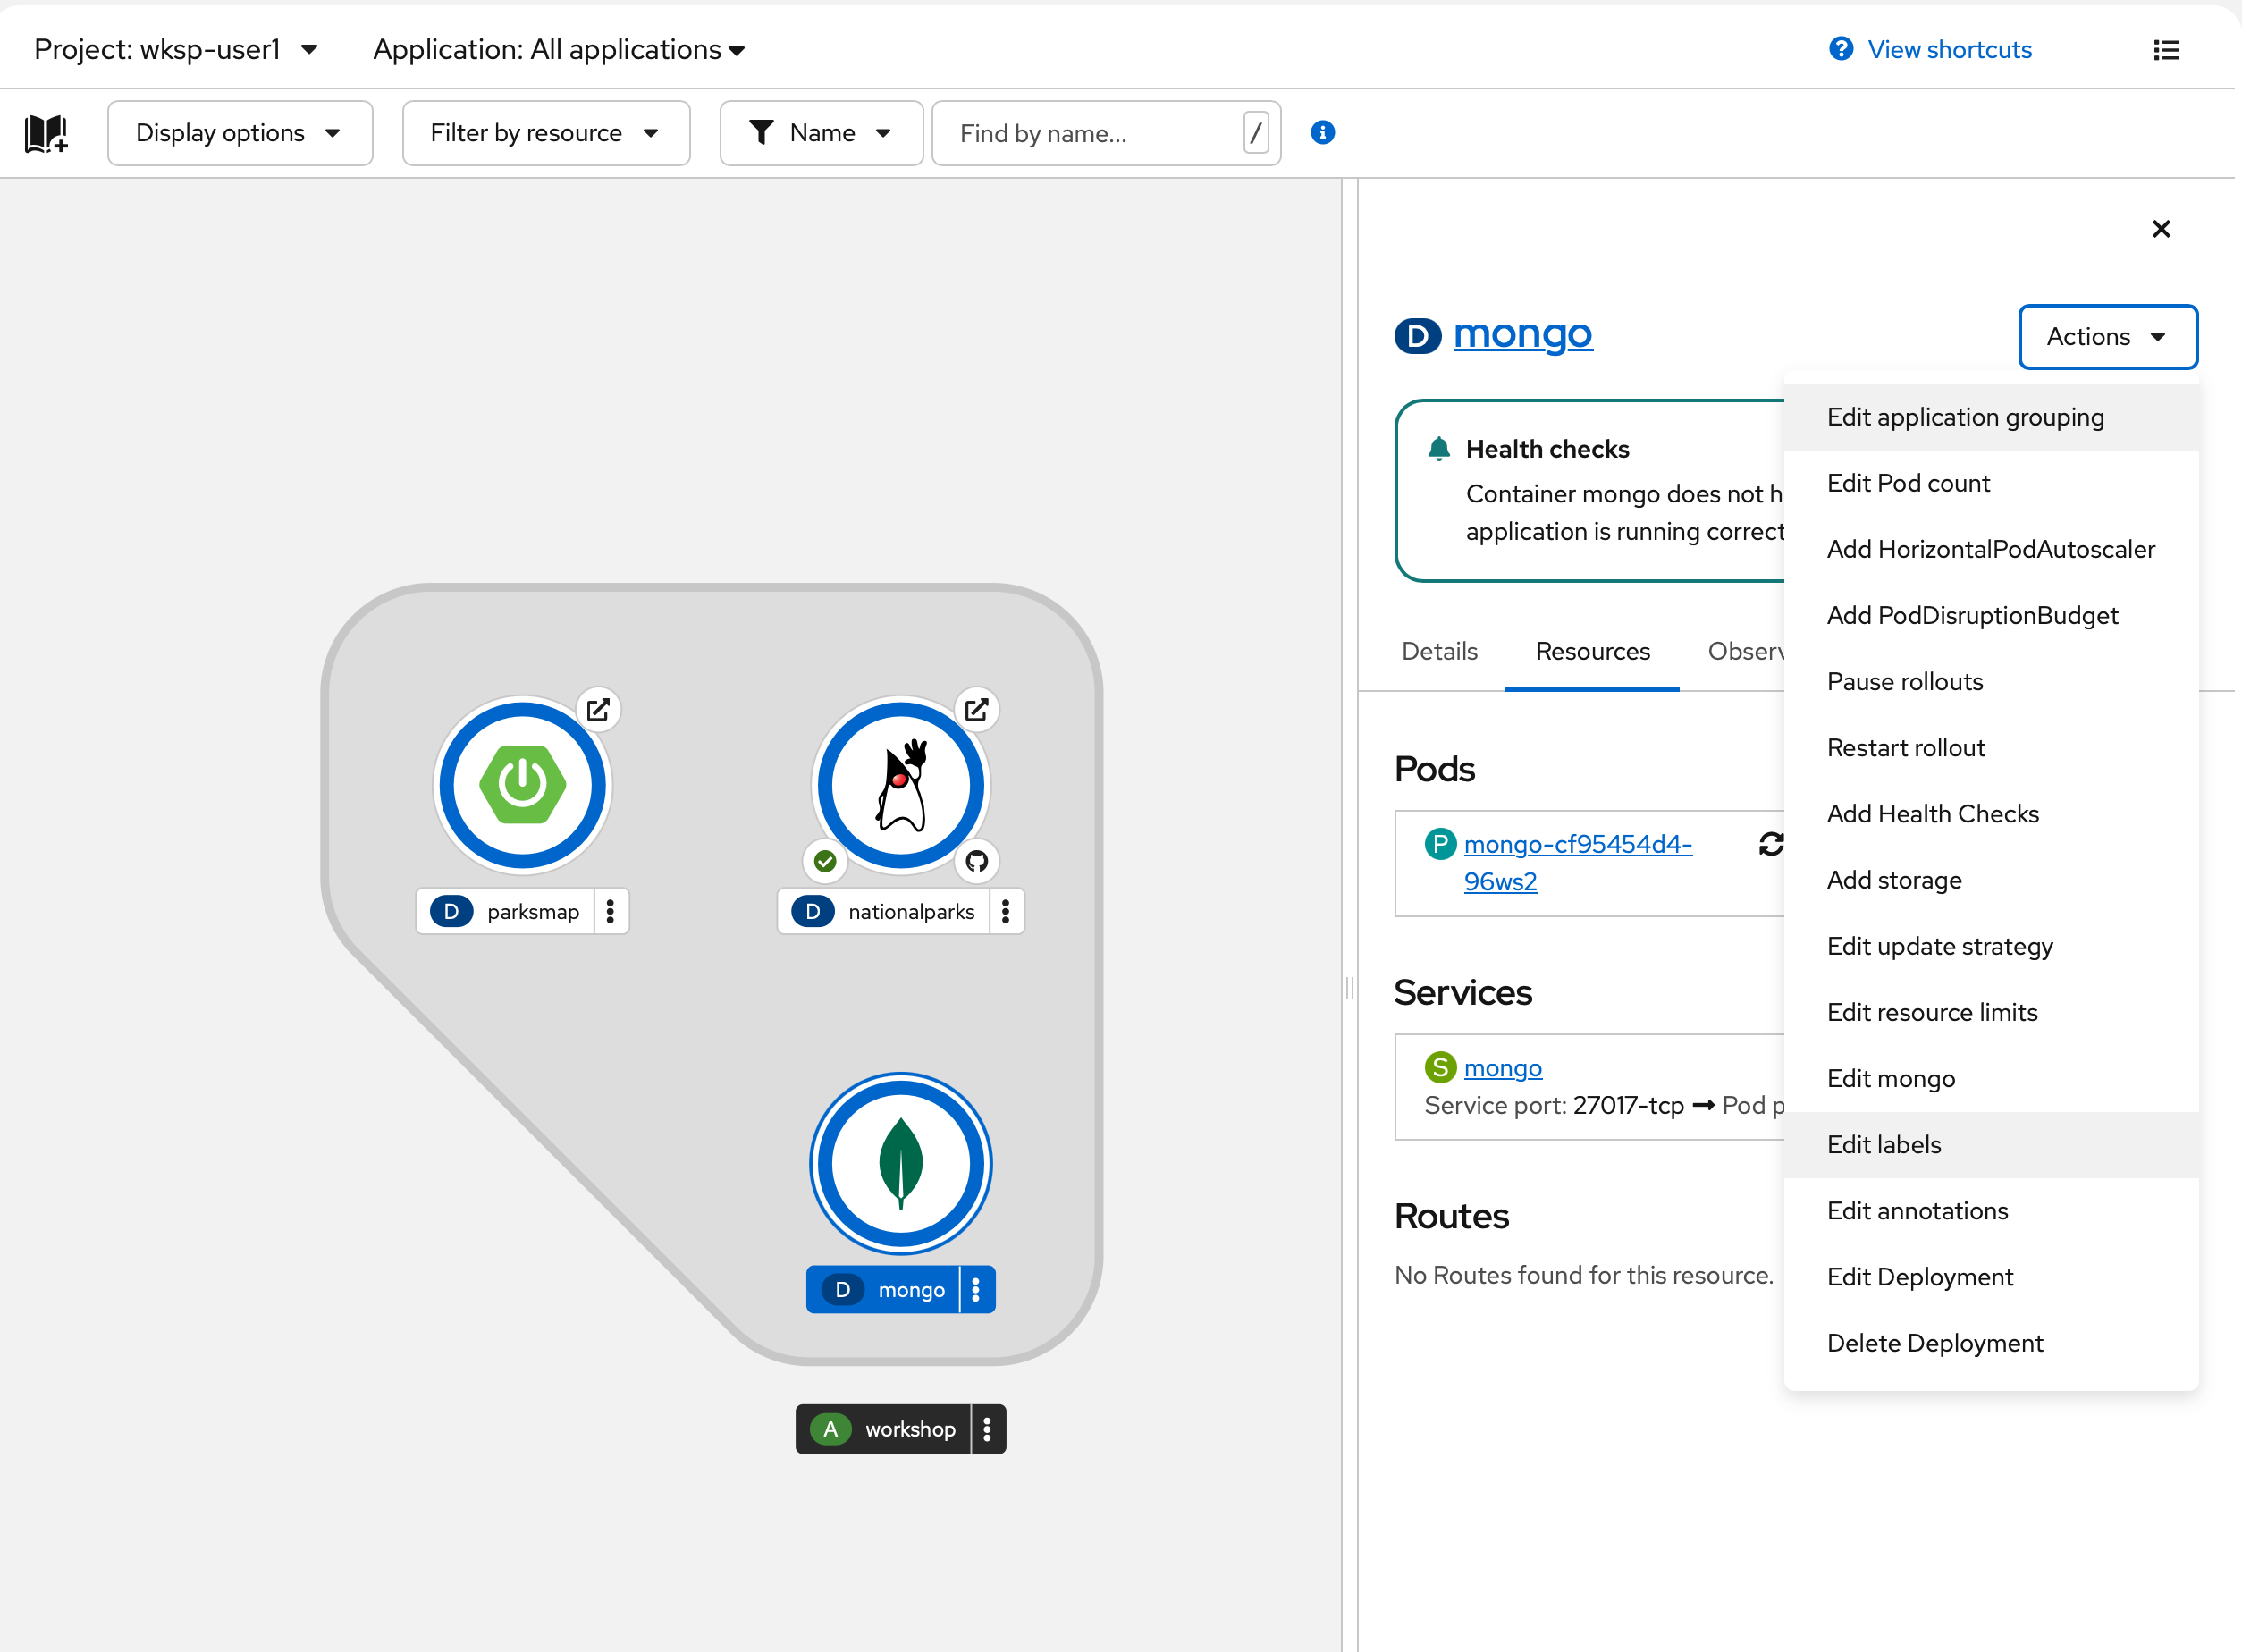 Project: wksp-user1
Application: All applications
View shortcuts
Display options
Filter by resource
Name
Find by name...
/
D mongo
Actions
Health checks
Container mongo does not h
application is running correct
Details
Resources
Observ
Pods
P mongo-cf95454d4-
96ws2
Services
S mongo
Service port: 27017-tcp ➞ Pod p
Routes
No Routes found for this resource.
Edit application grouping
Edit Pod count
Add HorizontalPodAutoscaler
Add PodDisruptionBudget
Pause rollouts
Restart rollout
Add Health Checks
Add storage
Edit update strategy
Edit resource limits
Edit mongo
Edit labels
Edit annotations
Edit Deployment
Delete Deployment
D parksmap
D nationalparks
D mongo
A workshop